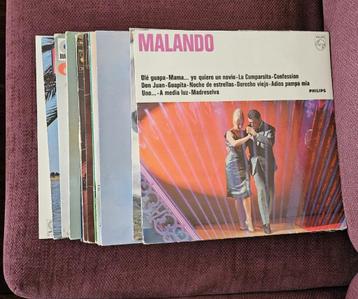 MALANDO
Olé guapa - Mama... yo quiero un novio - La Cumparsita - Confession
Don Juan - Guapita - Noche de estrellas - Derecho viejo - Adios pampa mia
Uno... - A media luz - Madreselva
PHILIPS